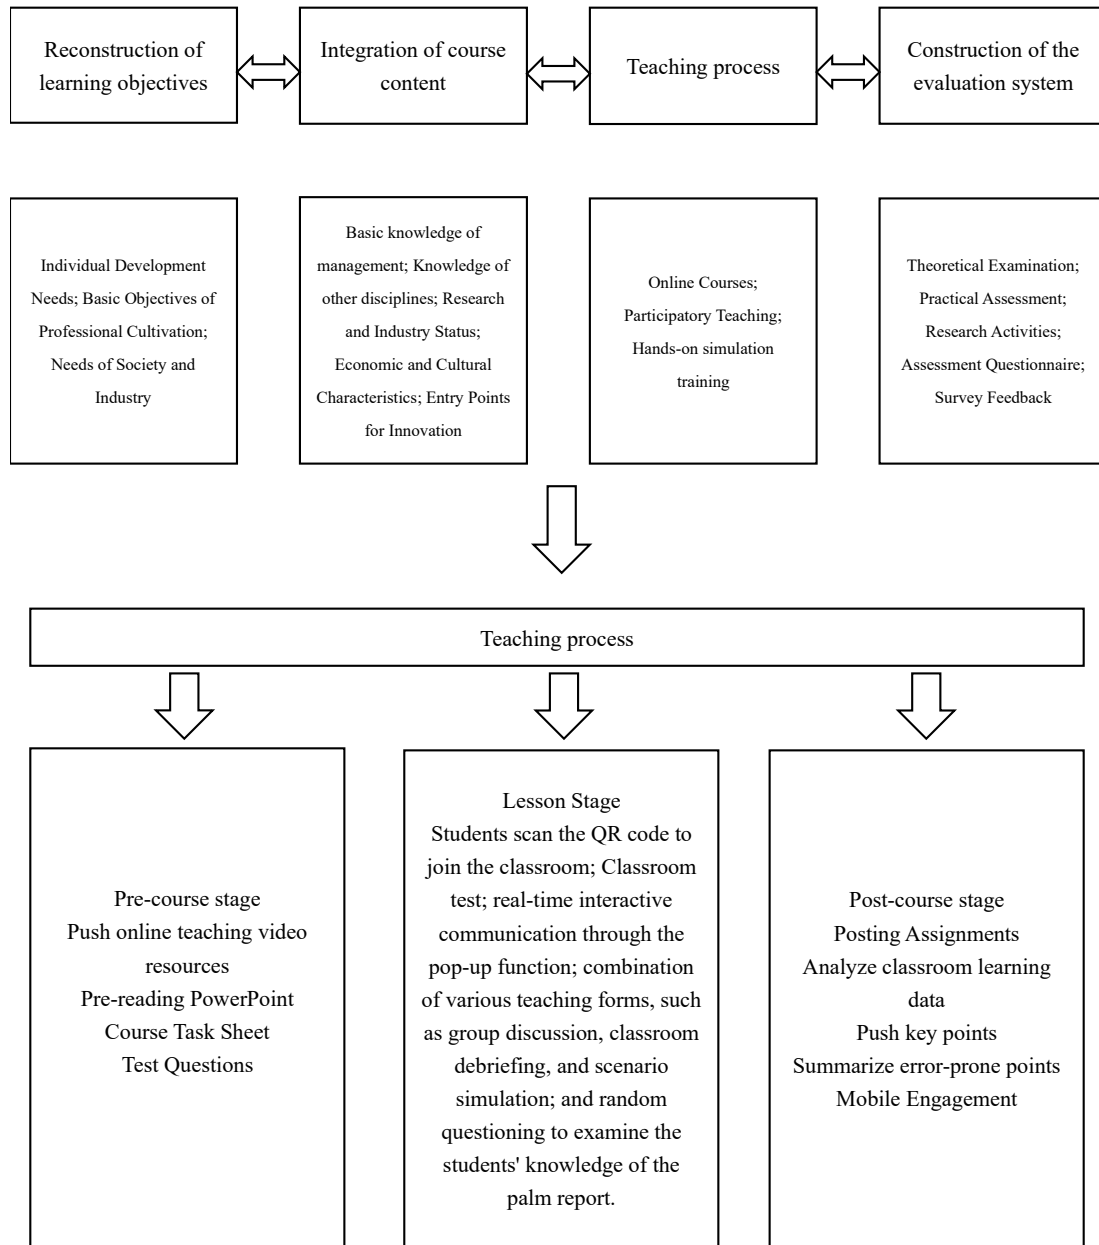 Reconstruction of
learning objectives
Integration of course
content
Teaching process
Construction of the
evaluation system
Individual Development
Needs; Basic Objectives of
Professional Cultivation;
Needs of Society and
Industry
Basic knowledge of
management; Knowledge of
other disciplines; Research
and Industry Status;
Economic and Cultural
Characteristics; Entry Points
for Innovation
Online Courses;
Participatory Teaching;
Hands-on simulation
training
Theoretical Examination;
Practical Assessment;
Research Activities;
Assessment Questionnaire;
Survey Feedback
Teaching process
Pre-course stage
Push online teaching video
resources
Pre-reading PowerPoint
Course Task Sheet
Test Questions
Lesson Stage
Students scan the QR code to
join the classroom; Classroom
test; real-time interactive
communication through the
pop-up function; combination
of various teaching forms, such
as group discussion, classroom
debriefing, and scenario
simulation; and random
questioning to examine the
students' knowledge of the
palm report.
Post-course stage
Posting Assignments
Analyze classroom learning
data
Push key points
Summarize error-prone points
Mobile Engagement